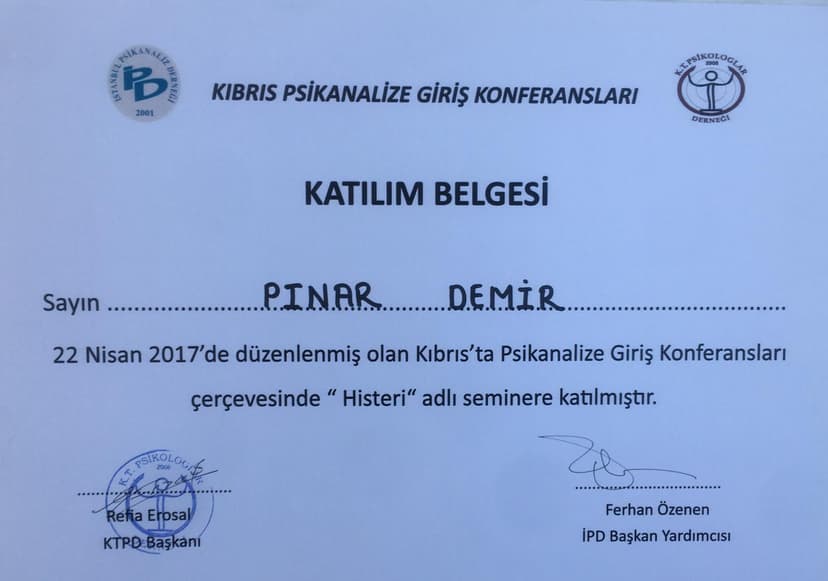 İSTANBUL PSİKANALİZ DERNEĞİ
PD
2001
KIBRIS PSİKANALİZE GİRİŞ KONFERANSLARI
K.T.PSİKOLOGLAR
2000
DERNEĞİ
KATILIM BELGESİ
Sayın ........ PINAR DEMİR ........
22 Nisan 2017’de düzenlenmiş olan Kıbrıs’ta Psikanalize Giriş Konferansları
çerçevesinde “ Histeri“ adlı seminere katılmıştır.
K.T. PSİKOLOGLAR
Refia Erosal
KTPD Başkanı
Ferhan Özenen
İPD Başkan Yardımcısı